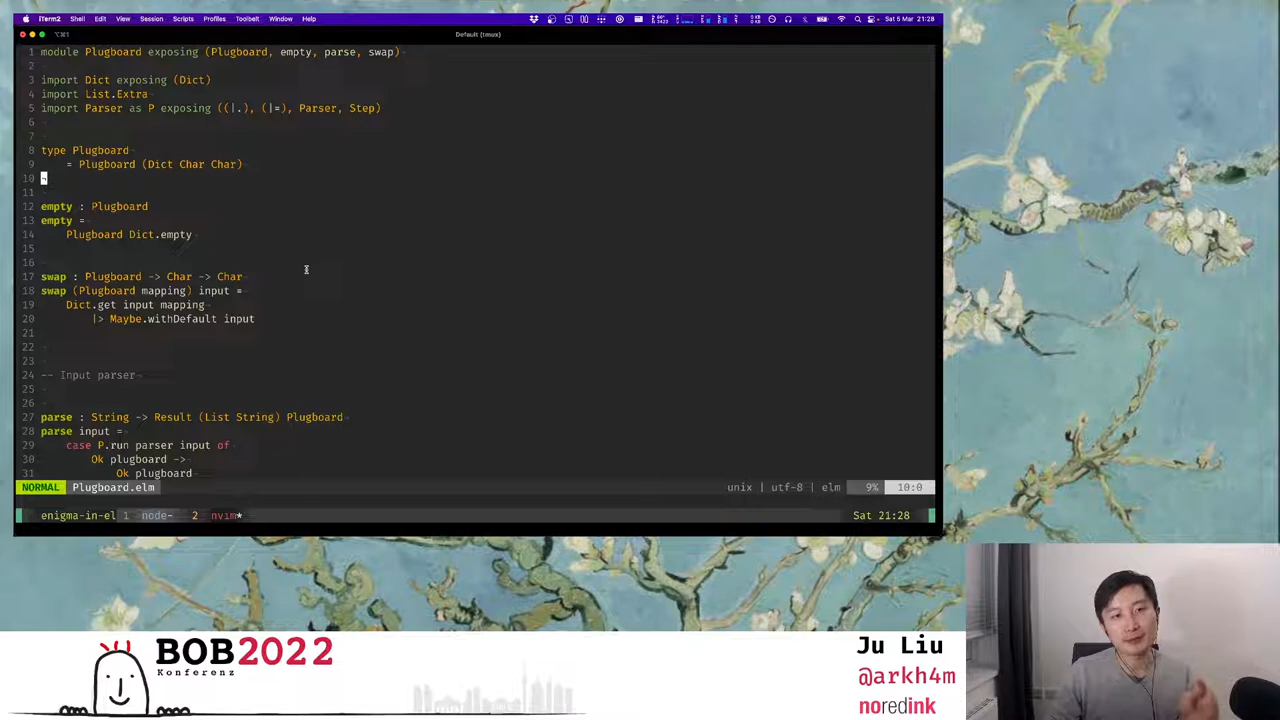 iTerm2 Shell Edit View Session Scripts Profiles Toolbelt Window Help Sat 5 Mar 21:28
⌥⌘1 Default (tmux)
1 module Plugboard exposing (Plugboard, empty, parse, swap)
2
3 import Dict exposing (Dict)
4 import List.Extra
5 import Parser as P exposing ((|.), (|=), Parser, Step)
6
7
8 type Plugboard
9 = Plugboard (Dict Char Char)
10
11
12 empty : Plugboard
13 empty =
14 Plugboard Dict.empty
15
16
17 swap : Plugboard -> Char -> Char
18 swap (Plugboard mapping) input =
19 Dict.get input mapping
20 |> Maybe.withDefault input
21
22
23
24 -- Input parser
25
26
27 parse : String -> Result (List String) Plugboard
28 parse input =
29 case P.run parser input of
30 Ok plugboard ->
31 Ok plugboard
NORMAL Plugboard.elm unix | utf-8 | elm 9% 10:0
enigma-in-el 1 node- 2 nvim* Sat 21:28
BOB2022
Konferenz
Ju Liu
@arkh4m
noredink